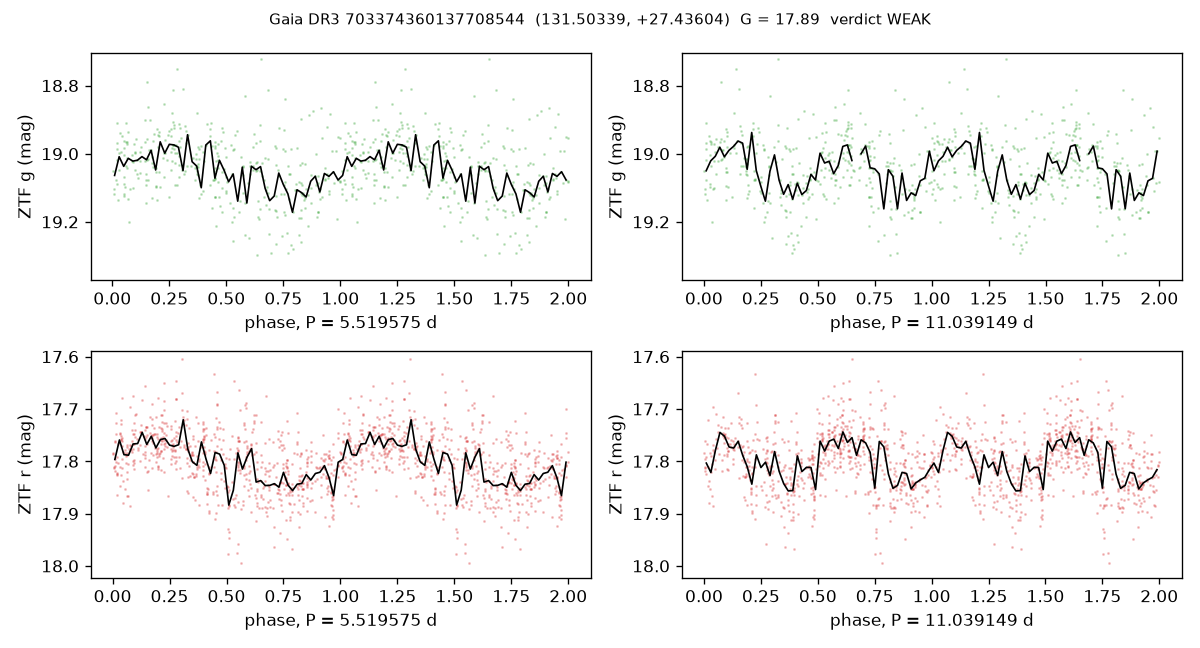 Gaia DR3 703374360137708544 (131.50339, +27.43604) G = 17.89 verdict WEAK
18.8
19.0
19.2
ZTF g (mag)
0.00 0.25 0.50 0.75 1.00 1.25 1.50 1.75 2.00
phase, P = 5.519575 d
18.8
19.0
19.2
ZTF g (mag)
0.00 0.25 0.50 0.75 1.00 1.25 1.50 1.75 2.00
phase, P = 11.039149 d
17.6
17.7
17.8
17.9
18.0
ZTF r (mag)
0.00 0.25 0.50 0.75 1.00 1.25 1.50 1.75 2.00
phase, P = 5.519575 d
17.6
17.7
17.8
17.9
18.0
ZTF r (mag)
0.00 0.25 0.50 0.75 1.00 1.25 1.50 1.75 2.00
phase, P = 11.039149 d